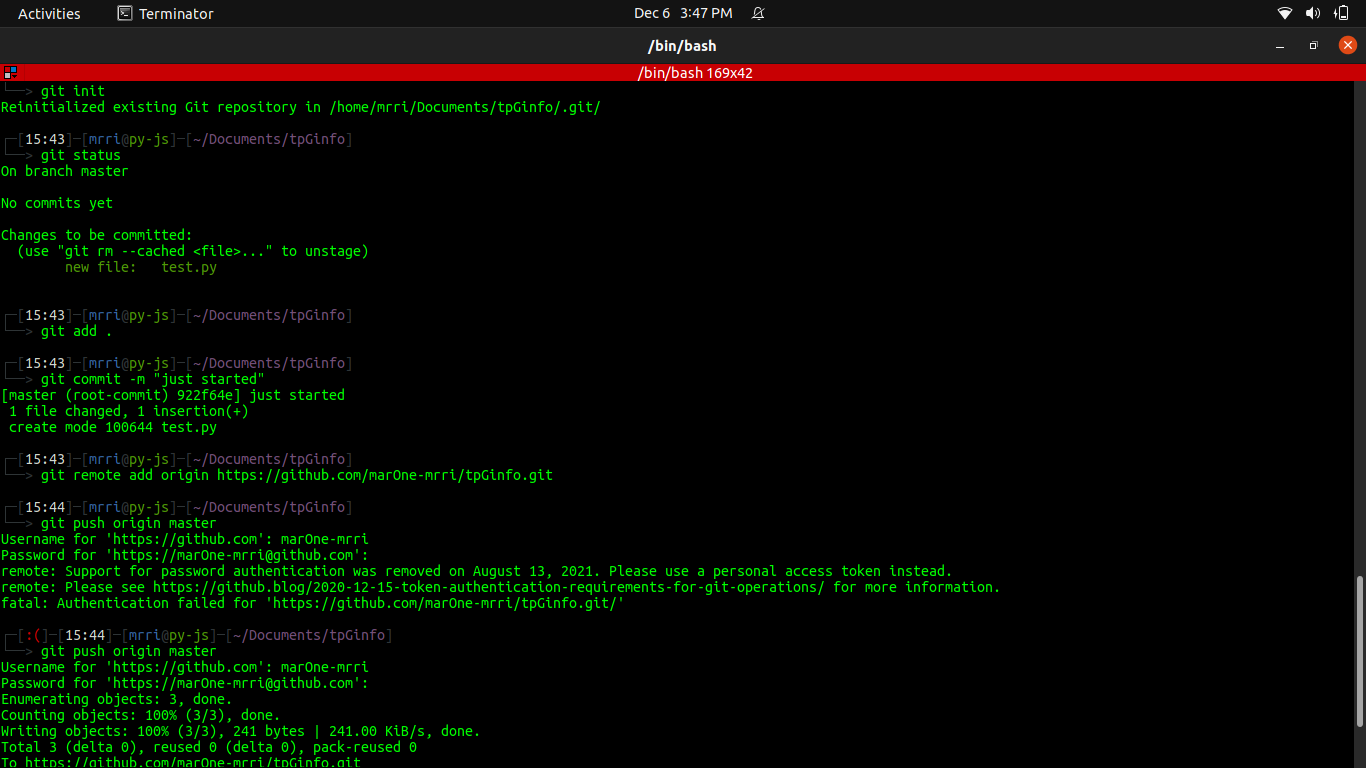 Activities
Terminator
Dec 6 3:47 PM
/bin/bash
/bin/bash 169x42
└──> git init
Reinitialized existing Git repository in /home/mrri/Documents/tpGinfo/.git/
┌─[15:43]─[mrri@py-js]─[~/Documents/tpGinfo]
└──> git status
On branch master
No commits yet
Changes to be committed:
  (use "git rm --cached <file>..." to unstage)
        new file:   test.py
┌─[15:43]─[mrri@py-js]─[~/Documents/tpGinfo]
└──> git add .
┌─[15:43]─[mrri@py-js]─[~/Documents/tpGinfo]
└──> git commit -m "just started"
[master (root-commit) 922f64e] just started
 1 file changed, 1 insertion(+)
 create mode 100644 test.py
┌─[15:43]─[mrri@py-js]─[~/Documents/tpGinfo]
└──> git remote add origin https://github.com/marOne-mrri/tpGinfo.git
┌─[15:44]─[mrri@py-js]─[~/Documents/tpGinfo]
└──> git push origin master
Username for 'https://github.com': marOne-mrri
Password for 'https://marOne-mrri@github.com':
remote: Support for password authentication was removed on August 13, 2021. Please use a personal access token instead.
remote: Please see https://github.blog/2020-12-15-token-authentication-requirements-for-git-operations/ for more information.
fatal: Authentication failed for 'https://github.com/marOne-mrri/tpGinfo.git/'
┌─[:(]─[15:44]─[mrri@py-js]─[~/Documents/tpGinfo]
└──> git push origin master
Username for 'https://github.com': marOne-mrri
Password for 'https://marOne-mrri@github.com':
Enumerating objects: 3, done.
Counting objects: 100% (3/3), done.
Writing objects: 100% (3/3), 241 bytes | 241.00 KiB/s, done.
Total 3 (delta 0), reused 0 (delta 0), pack-reused 0
To https://github.com/marOne-mrri/tpGinfo.git